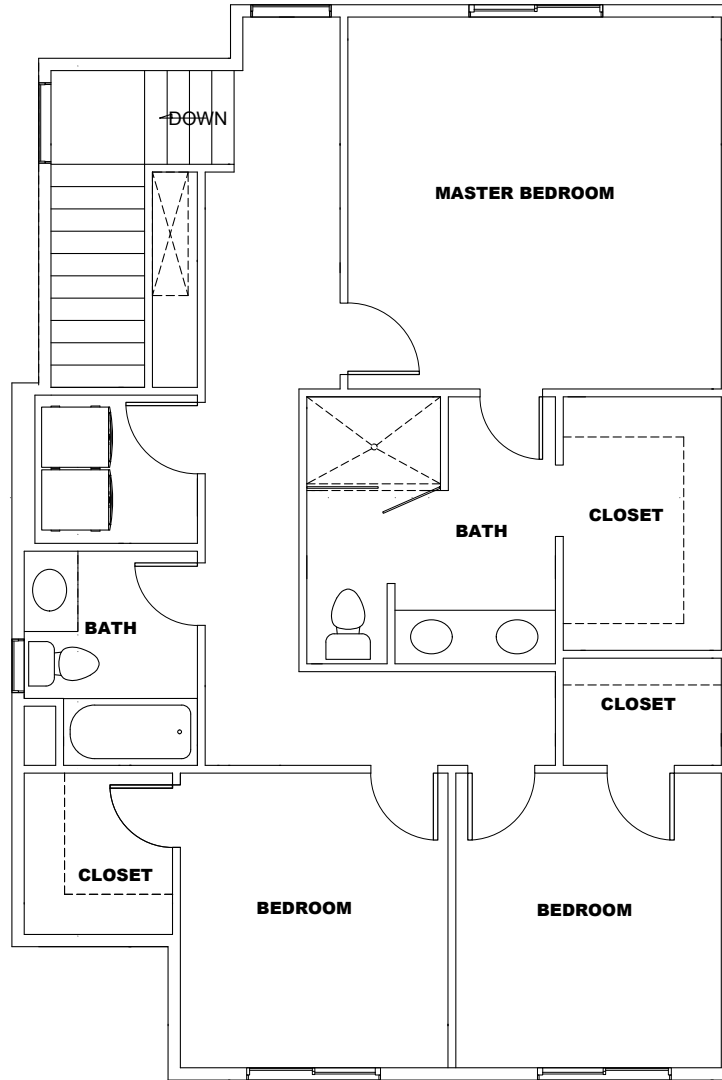 DOWN
MASTER BEDROOM
CLOSET
BATH
BATH
CLOSET
CLOSET
BEDROOM
BEDROOM